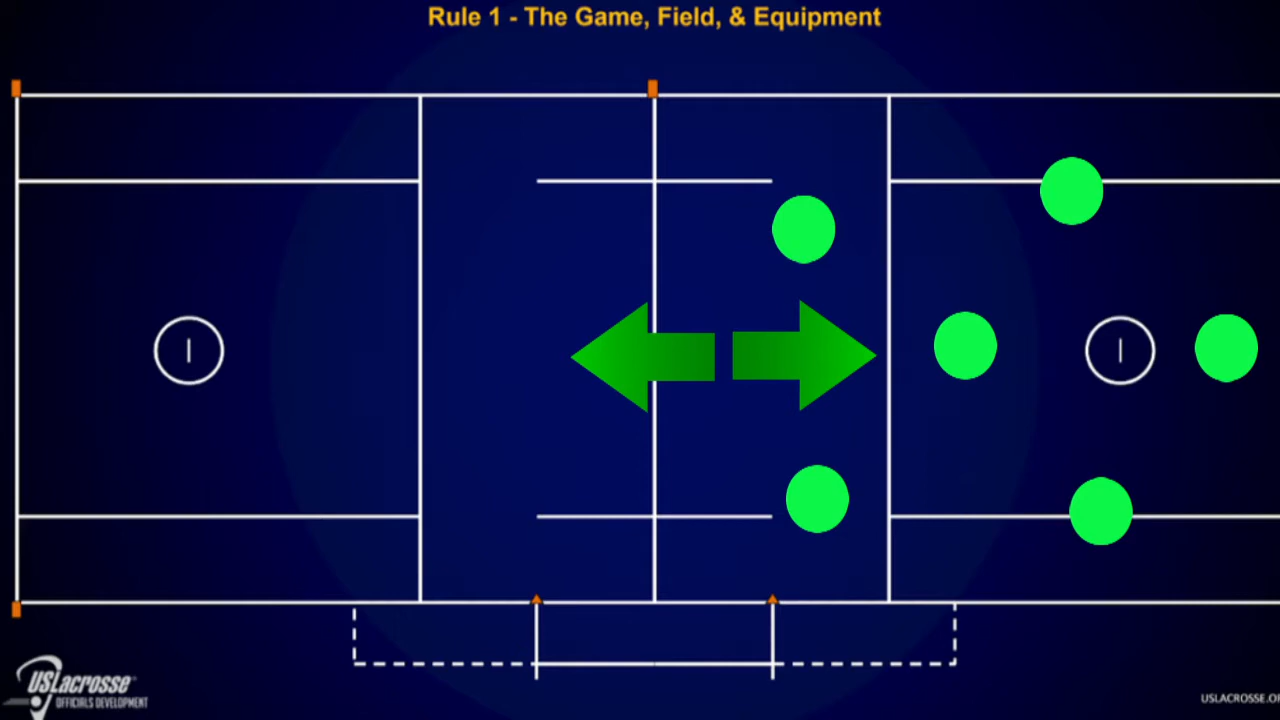 Rule 1 - The Game, Field, & Equipment
USLacrosse
OFFICIALS DEVELOPMENT
USLACROSSE.OR